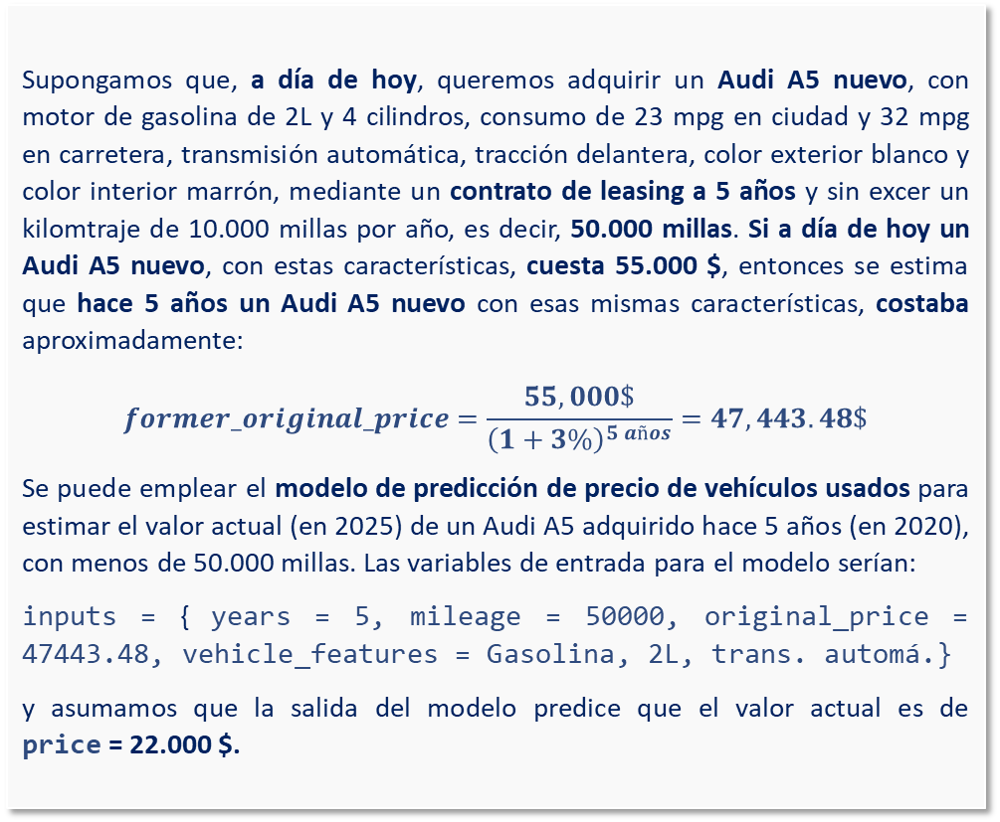 Supongamos que, a día de hoy, queremos adquirir un Audi A5 nuevo, con
motor de gasolina de 2L y 4 cilindros, consumo de 23 mpg en ciudad y 32 mpg
en carretera, transmisión automática, tracción delantera, color exterior blanco y
color interior marrón, mediante un contrato de leasing a 5 años y sin excer un
kilomtraje de 10.000 millas por año, es decir, 50.000 millas. Si a día de hoy un
Audi A5 nuevo, con estas características, cuesta 55.000 $, entonces se estima
que hace 5 años un Audi A5 nuevo con esas mismas características, costaba
aproximadamente:
former_original_price = 55,000$ / (1 + 3%)^5 años = 47,443.48$
Se puede emplear el modelo de predicción de precio de vehículos usados para
estimar el valor actual (en 2025) de un Audi A5 adquirido hace 5 años (en 2020),
con menos de 50.000 millas. Las variables de entrada para el modelo serían:
inputs = { years = 5, mileage = 50000, original_price =
47443.48, vehicle_features = Gasolina, 2L, trans. automá.}
y asumamos que la salida del modelo predice que el valor actual es de
price = 22.000 $.